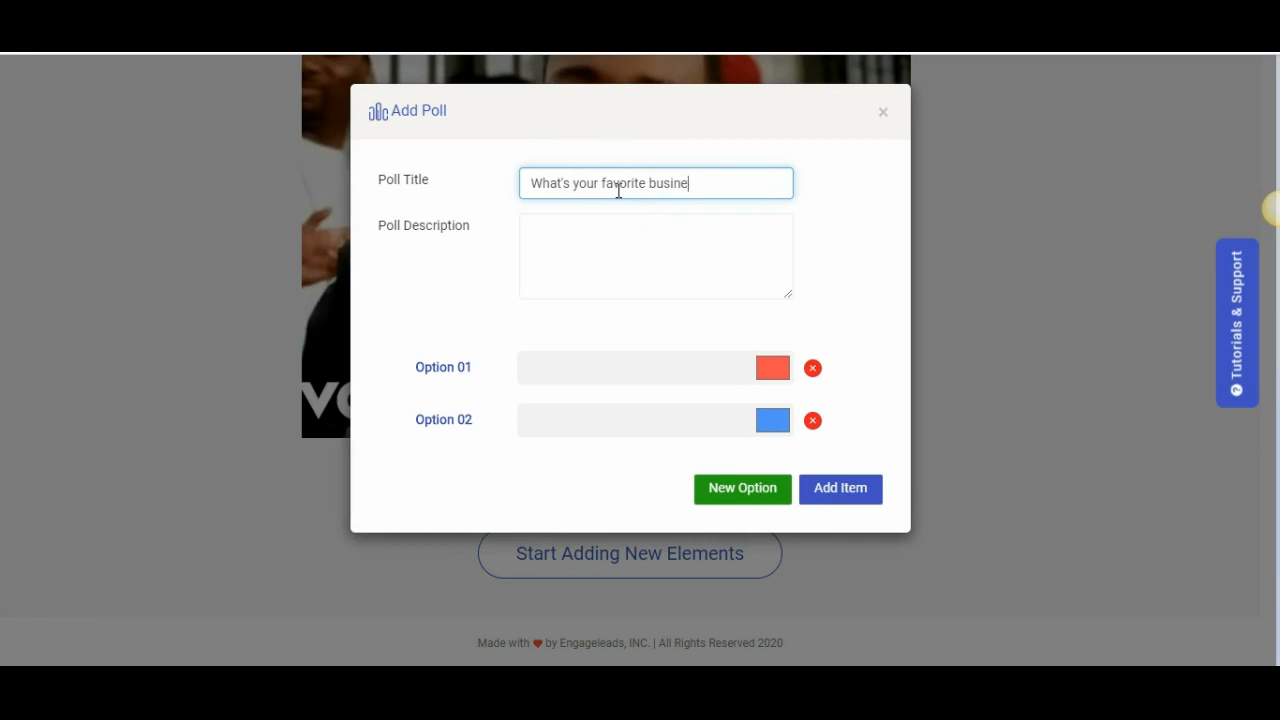 Add Poll
×
Poll Title
What's your favorite busine
Poll Description
Option 01
Option 02
New Option
Add Item
Start Adding New Elements
Made with ❤ by Engageleads, INC. | All Rights Reserved 2020
Tutorials & Support